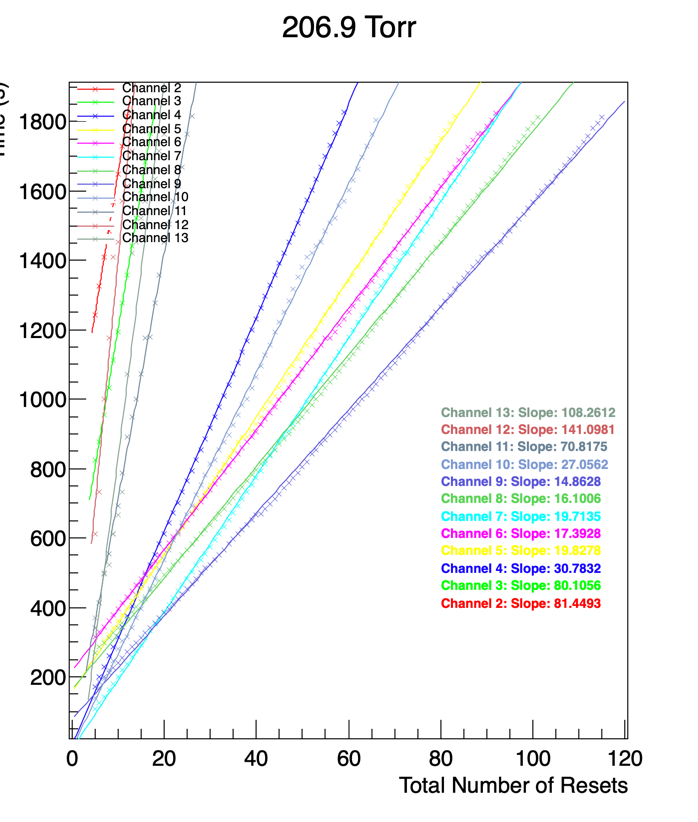 206.9 Torr
Time (s)
Channel 2
Channel 3
Channel 4
Channel 5
Channel 6
Channel 7
Channel 8
Channel 9
Channel 10
Channel 11
Channel 12
Channel 13
1800
1600
1400
1200
1000
800
600
400
200
Channel 13: Slope: 108.2612
Channel 12: Slope: 141.0981
Channel 11: Slope: 70.8175
Channel 10: Slope: 27.0562
Channel 9: Slope: 14.8628
Channel 8: Slope: 16.1006
Channel 7: Slope: 19.7135
Channel 6: Slope: 17.3928
Channel 5: Slope: 19.8278
Channel 4: Slope: 30.7832
Channel 3: Slope: 80.1056
Channel 2: Slope: 81.4493
0 20 40 60 80 100 120
Total Number of Resets